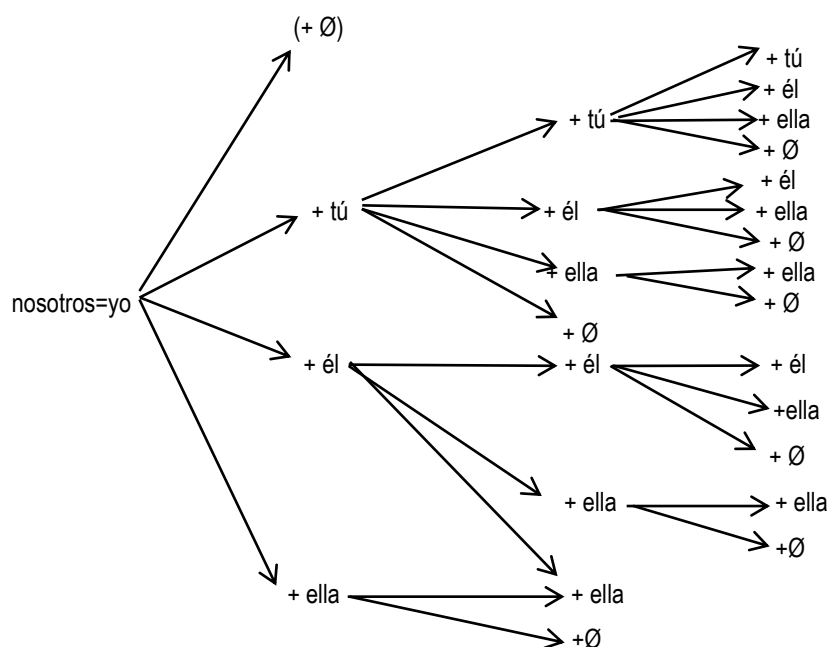 (+ Ø)
+ tú
+ él
+ tú
+ ella
+ Ø
+ él
+ tú
+ él
+ ella
+ Ø
+ ella
+ ella
+ Ø
nosotros=yo
+ Ø
+ él
+ él
+ él
+ella
+ Ø
+ ella
+ ella
+Ø
+ ella
+ ella
+Ø